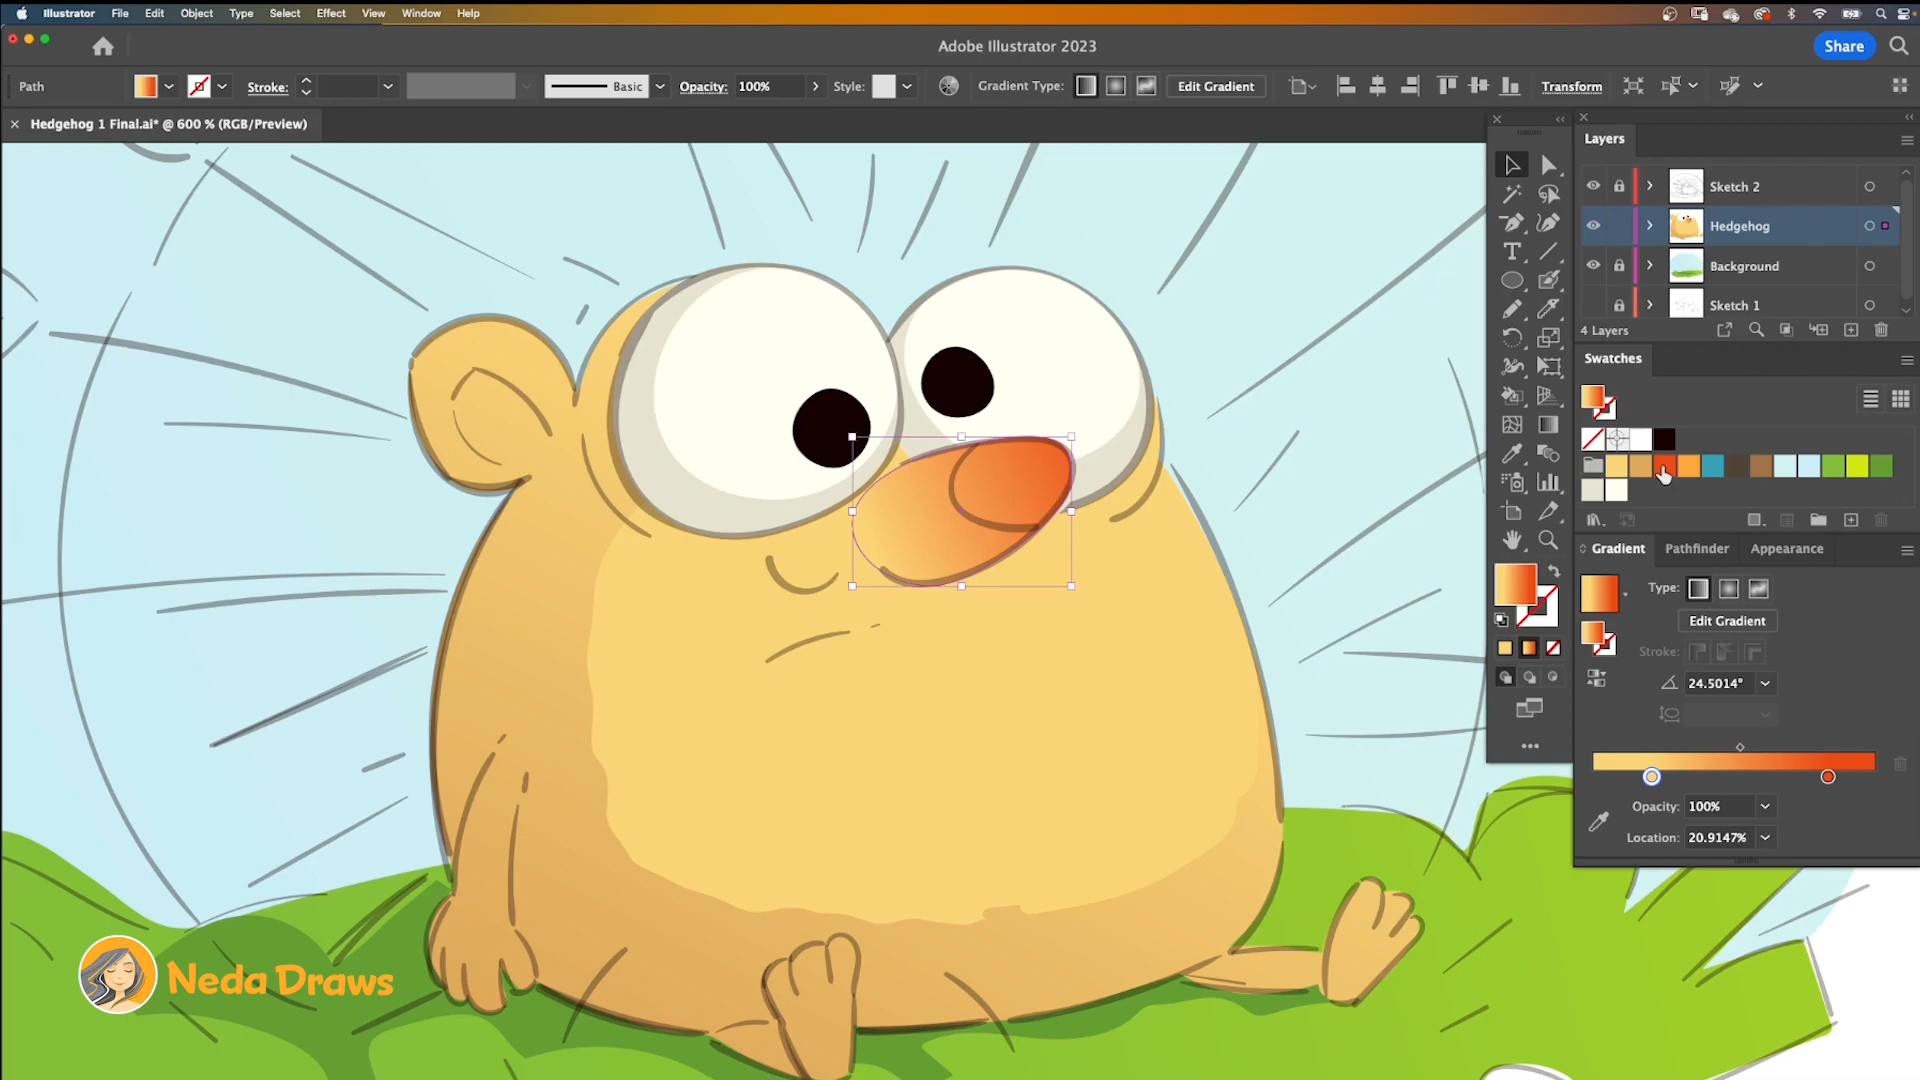 Illustrator File Edit Object Type Select Effect View Window Help
Adobe Illustrator 2023
Share
Path
Stroke:
Basic
Opacity: 100%
Style:
Gradient Type:
Edit Gradient
Transform
Hedgehog 1 Final.ai* @ 600 % (RGB/Preview)
Layers
Sketch 2
Hedgehog
Background
Sketch 1
4 Layers
Swatches
Gradient Pathfinder Appearance
Type:
Edit Gradient
Stroke:
24.5014°
Opacity: 100%
Location: 20.9147%
Neda Draws